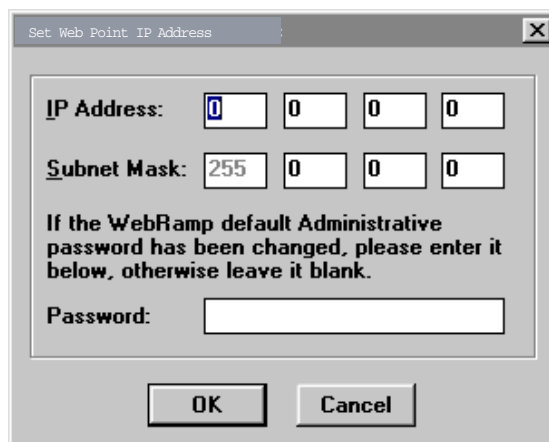 Set Web Point IP Address
IP Address: 0 0 0 0
Subnet Mask: 255 0 0 0
If the WebRamp default Administrative
password has been changed, please enter it
below, otherwise leave it blank.
Password:
OK Cancel